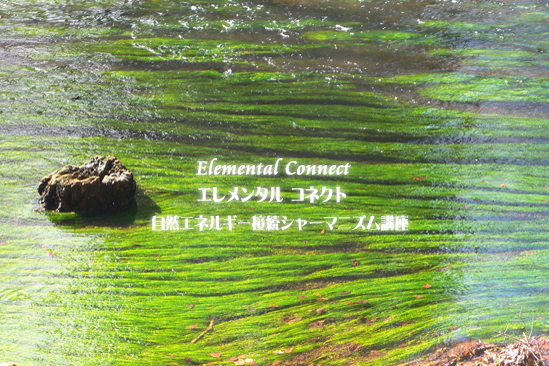 Elemental Connect
エレメンタル コネクト
自然エネルギー接続シャーマニズム講座